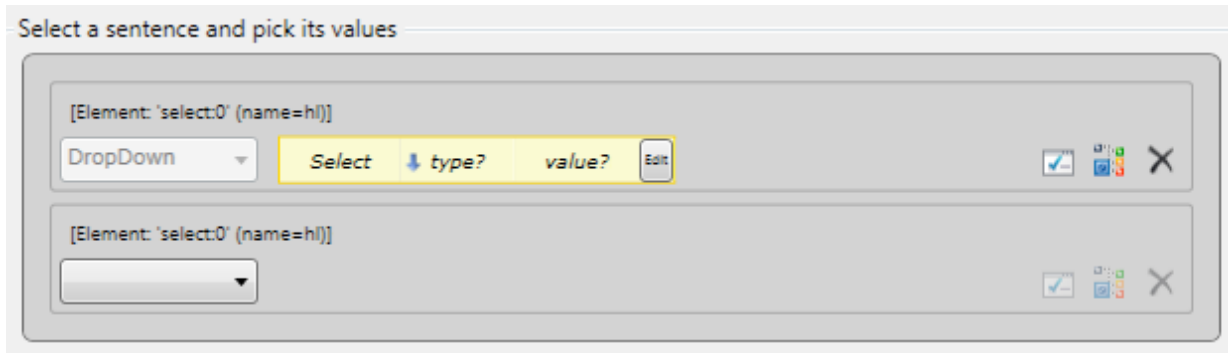 Select a sentence and pick its values
[Element: 'select:0' (name=hl)]
DropDown Select type? value? Edit
[Element: 'select:0' (name=hl)]